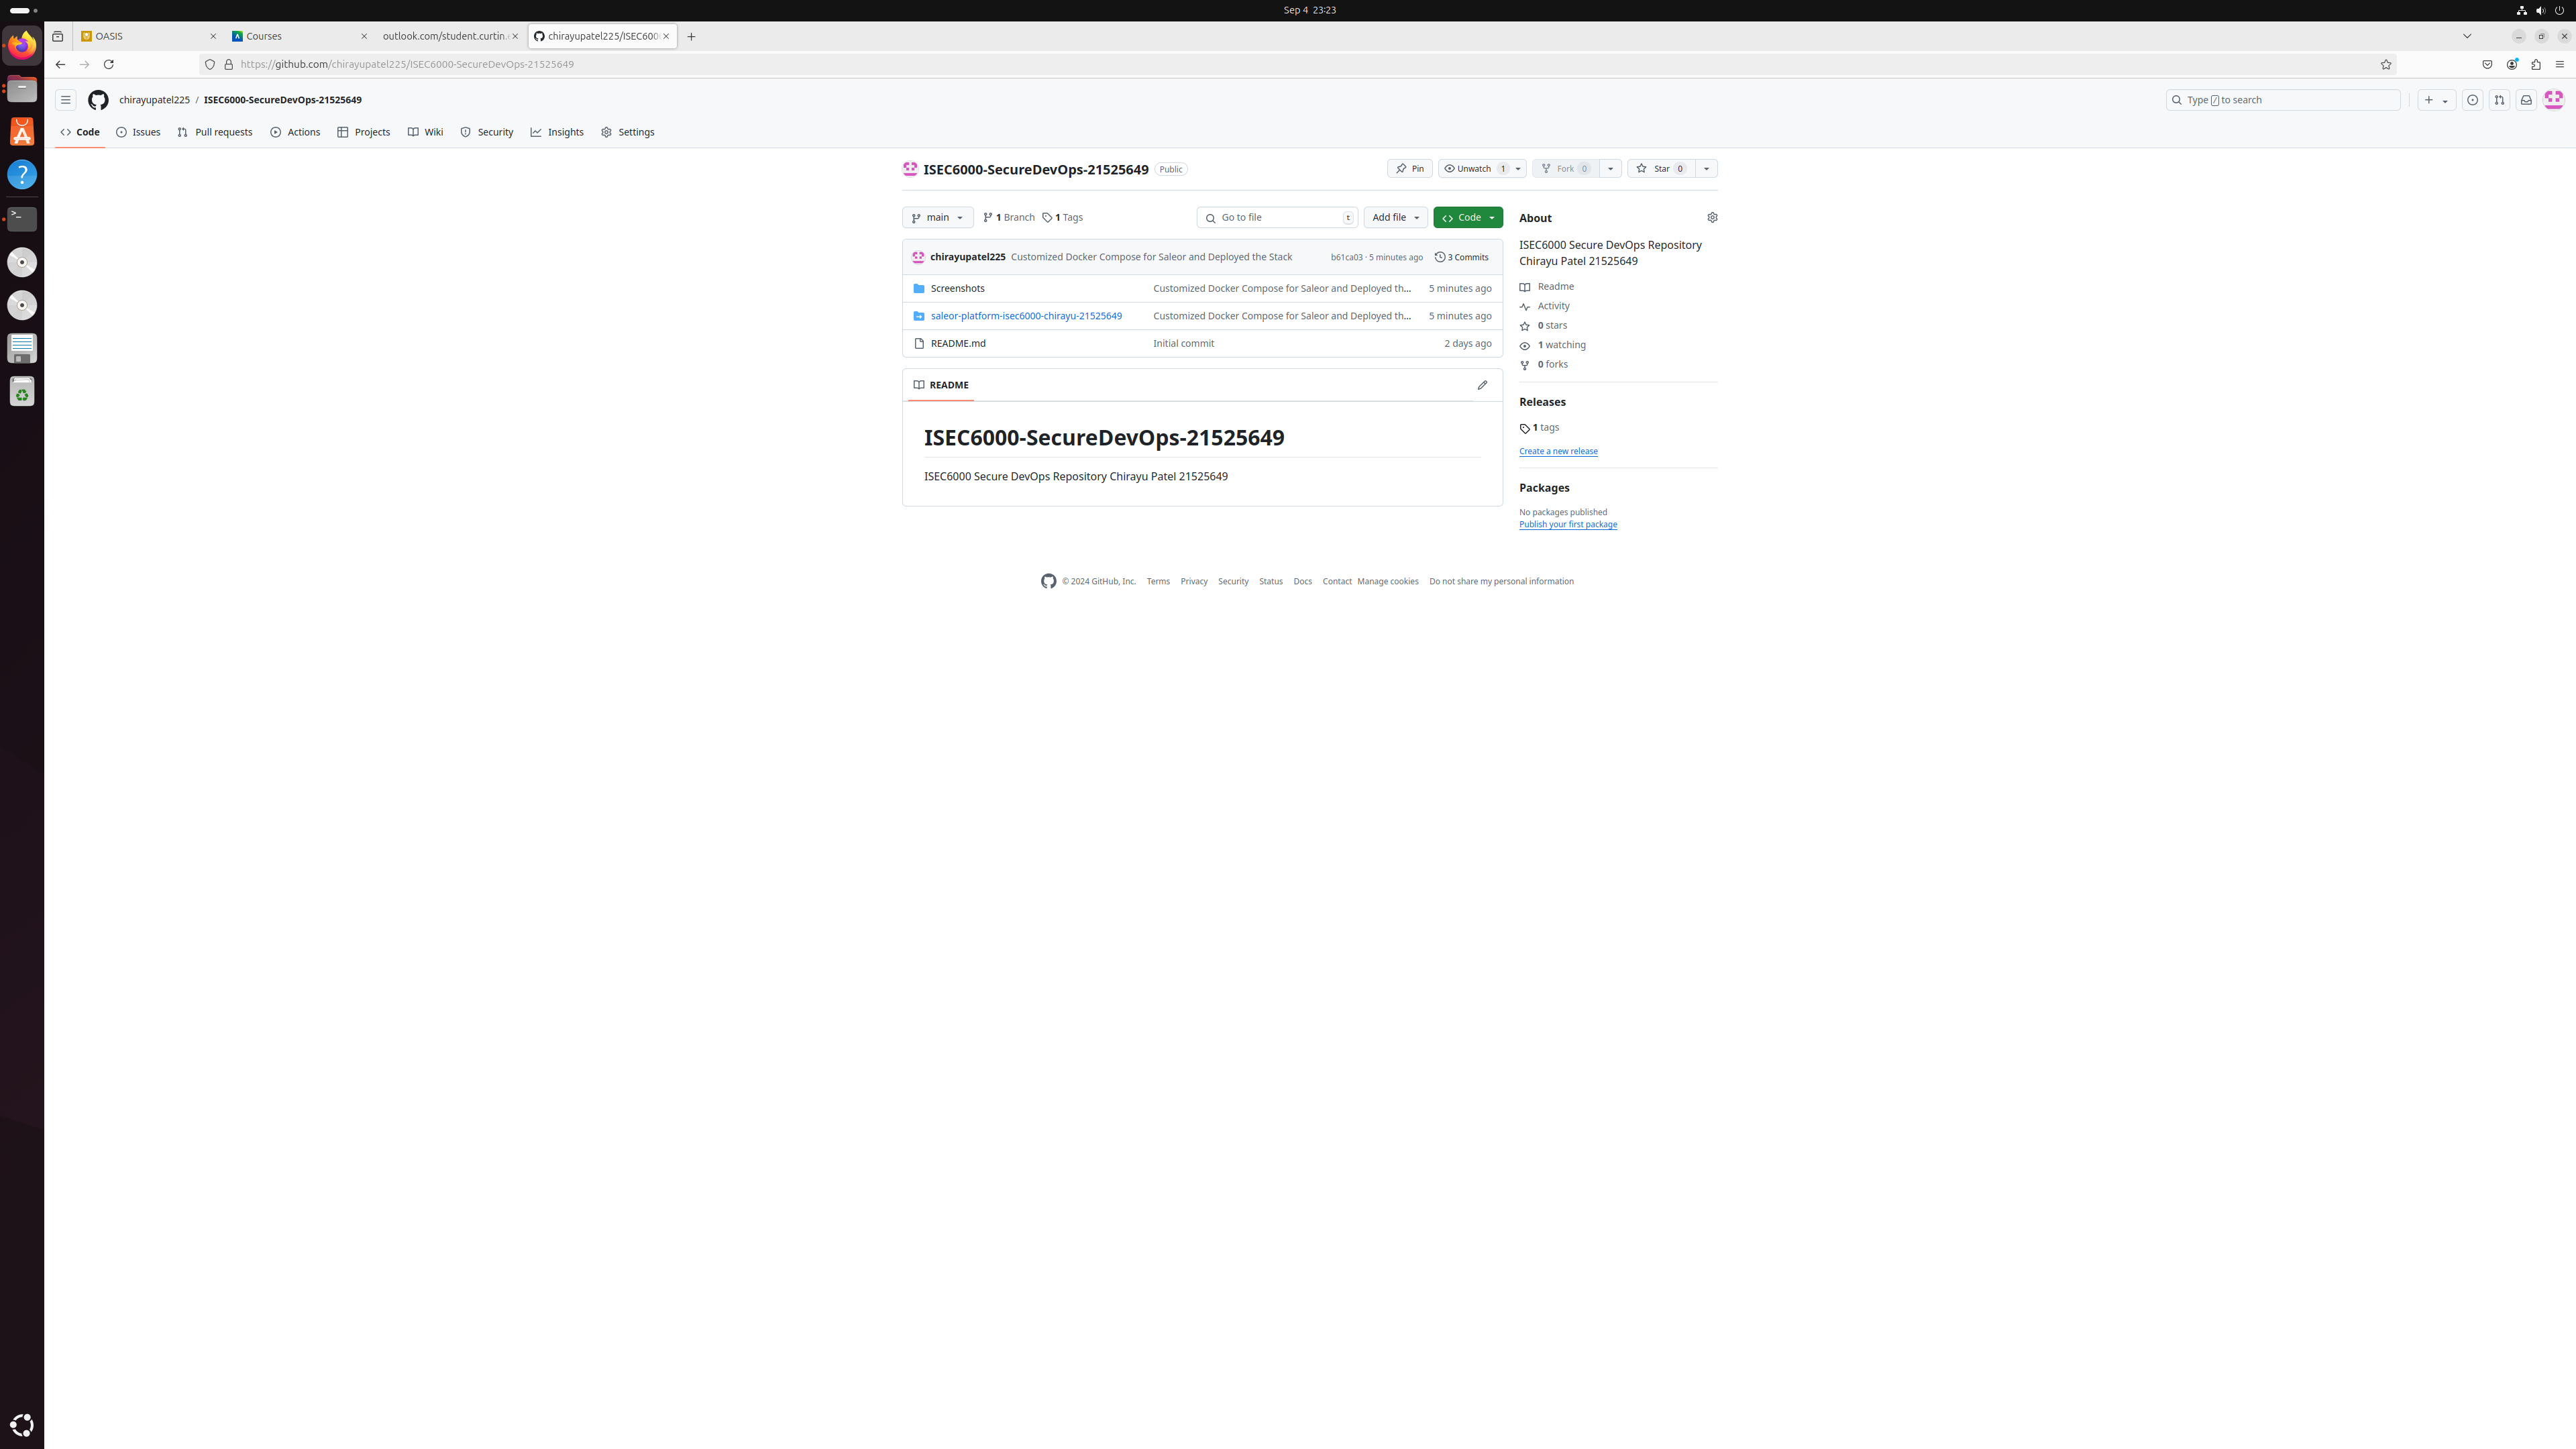 Sep 4 23:23
OASIS
Courses
outlook.com/student.curtin.
chirayupatel225/ISEC600
https://github.com/chirayupatel225/ISEC6000-SecureDevOps-21525649
chirayupatel225 / ISEC6000-SecureDevOps-21525649
Type / to search
Code Issues Pull requests Actions Projects Wiki Security Insights Settings
ISEC6000-SecureDevOps-21525649 Public
Pin Unwatch 1 Fork 0 Star 0
main 1 Branch 1 Tags
Go to file t Add file Code
chirayupatel225 Customized Docker Compose for Saleor and Deployed the Stack b61ca03 · 5 minutes ago 3 Commits
Screenshots Customized Docker Compose for Saleor and Deployed th... 5 minutes ago
saleor-platform-isec6000-chirayu-21525649 Customized Docker Compose for Saleor and Deployed th... 5 minutes ago
README.md Initial commit 2 days ago
README
ISEC6000-SecureDevOps-21525649
ISEC6000 Secure DevOps Repository Chirayu Patel 21525649
About
ISEC6000 Secure DevOps Repository
Chirayu Patel 21525649
Readme
Activity
0 stars
1 watching
0 forks
Releases
1 tags
Create a new release
Packages
No packages published
Publish your first package
© 2024 GitHub, Inc. Terms Privacy Security Status Docs Contact Manage cookies Do not share my personal information